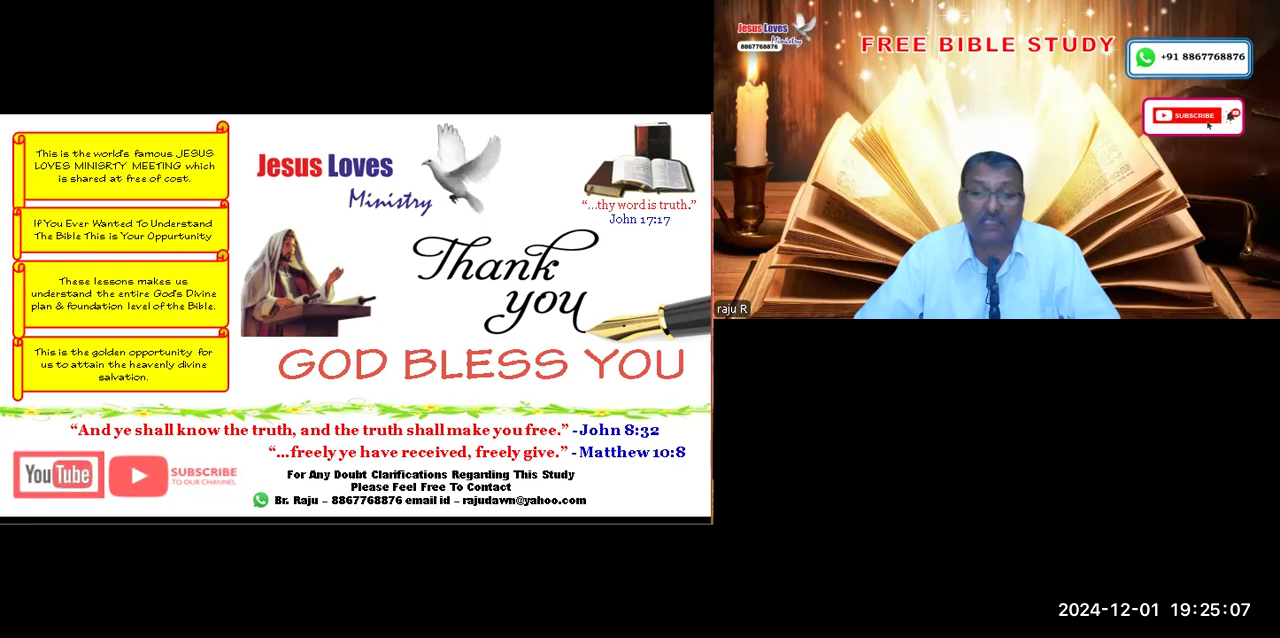 This is the world's famous JESUS
LOVES MINISRTY MEETING which
is shared at free of cost.
If You Ever Wanted To Understand
The Bible This is Your Oppurtunity
These lessons makes us
understand the entire God's Divine
plan & foundation level of the Bible.
This is the golden opportunity for
us to attain the heavenly divine
salvation.
Jesus Loves
Ministry
"...thy word is truth."
John 17:17
Thank
you
GOD BLESS YOU
"And ye shall know the truth, and the truth shall make you free." - John 8:32
"...freely ye have received, freely give." - Matthew 10:8
YouTube
SUBSCRIBE
TO OUR CHANNEL
For Any Doubt Clarifications Regarding This Study
Please Feel Free To Contact
Br. Raju – 8867768876 email id – rajudawn@yahoo.com
Jesus Loves
Ministry
8867768876
FREE BIBLE STUDY
+91 8867768876
SUBSCRIBE
raju R
2024-12-01 19:25:07